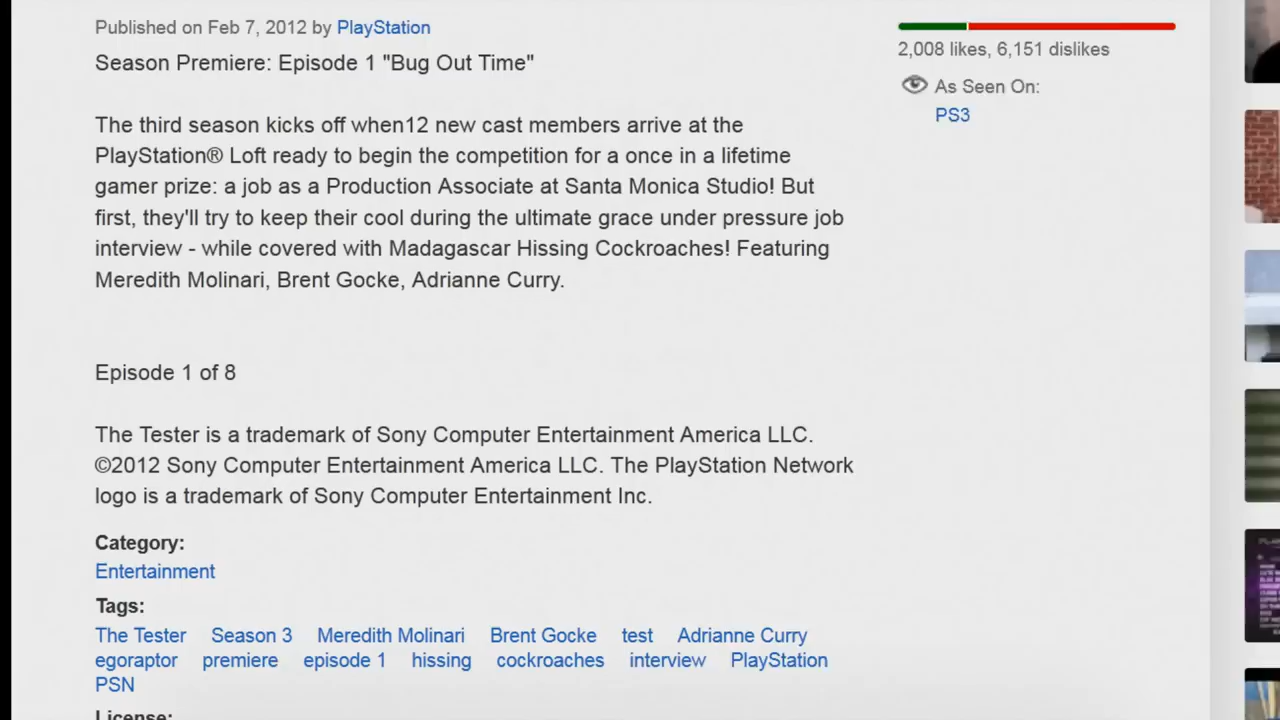 Published on Feb 7, 2012 by PlayStation
2,008 likes, 6,151 dislikes
As Seen On:
PS3
Season Premiere: Episode 1 "Bug Out Time"
The third season kicks off when12 new cast members arrive at the
PlayStation® Loft ready to begin the competition for a once in a lifetime
gamer prize: a job as a Production Associate at Santa Monica Studio! But
first, they'll try to keep their cool during the ultimate grace under pressure job
interview - while covered with Madagascar Hissing Cockroaches! Featuring
Meredith Molinari, Brent Gocke, Adrianne Curry.
Episode 1 of 8
The Tester is a trademark of Sony Computer Entertainment America LLC.
©2012 Sony Computer Entertainment America LLC. The PlayStation Network
logo is a trademark of Sony Computer Entertainment Inc.
Category:
Entertainment
Tags:
The Tester Season 3 Meredith Molinari Brent Gocke test Adrianne Curry
egoraptor premiere episode 1 hissing cockroaches interview PlayStation
PSN
License: